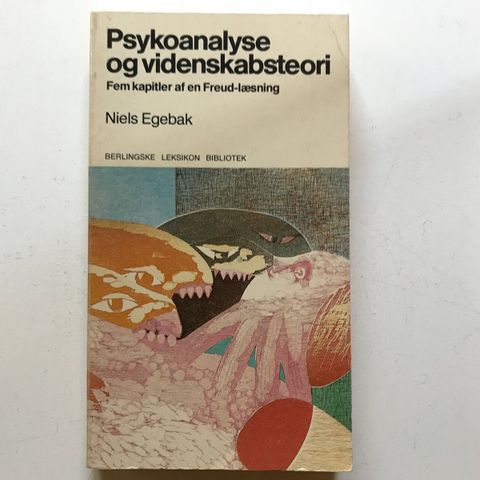 Psykoanalyse
og videnskabsteori
Fem kapitler af en Freud-læsning
Niels Egebak
BERLINGSKE LEKSIKON BIBLIOTEK